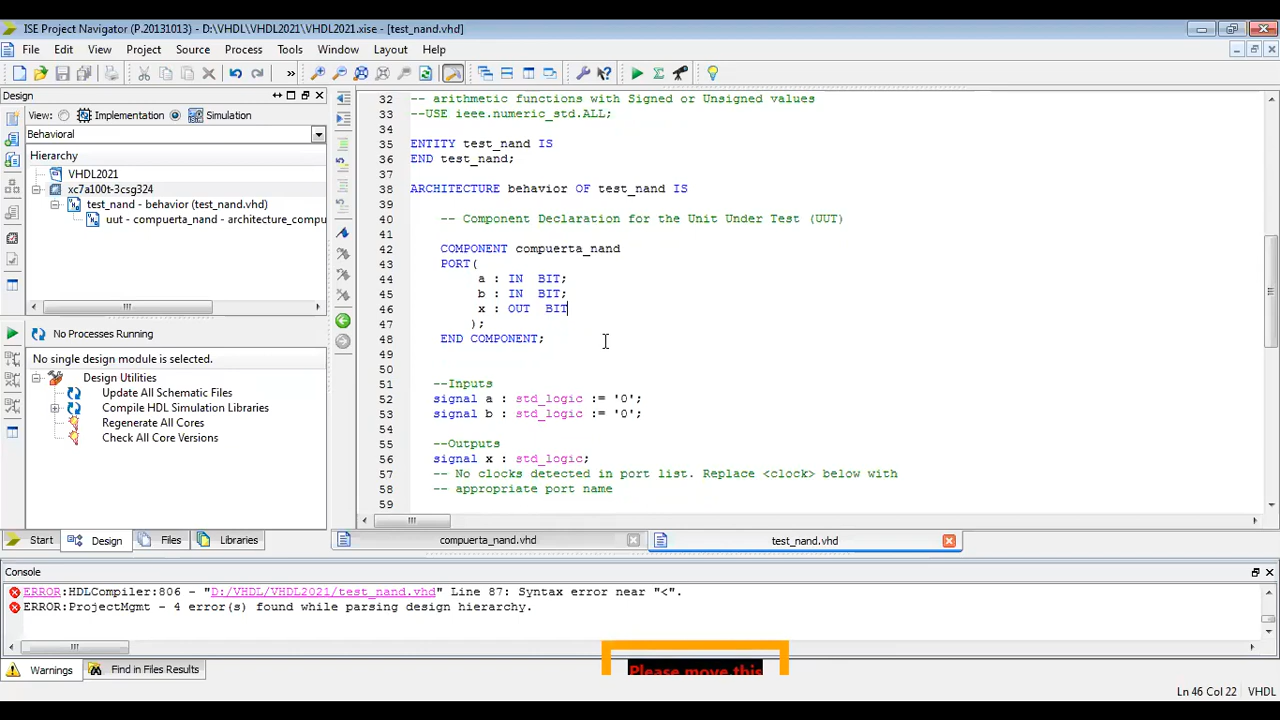 ISE Project Navigator (P.20131013) - D:\VHDL\VHDL2021\VHDL2021.xise - [test_nand.vhd]
File Edit View Project Source Process Tools Window Layout Help
»
Design
View: Implementation Simulation
Behavioral
Hierarchy
VHDL2021
xc7a100t-3csg324
test_nand - behavior (test_nand.vhd)
uut - compuerta_nand - architecture_compu
No Processes Running
No single design module is selected.
Design Utilities
Update All Schematic Files
Compile HDL Simulation Libraries
Regenerate All Cores
Check All Core Versions
Start Design Files Libraries
32 -- arithmetic functions with Signed or Unsigned values
33 --USE ieee.numeric_std.ALL;
34
35 ENTITY test_nand IS
36 END test_nand;
37
38 ARCHITECTURE behavior OF test_nand IS
39
40 -- Component Declaration for the Unit Under Test (UUT)
41
42 COMPONENT compuerta_nand
43 PORT(
44 a : IN BIT;
45 b : IN BIT;
46 x : OUT BIT
47 );
48 END COMPONENT;
49
50
51 --Inputs
52 signal a : std_logic := '0';
53 signal b : std_logic := '0';
54
55 --Outputs
56 signal x : std_logic;
57 -- No clocks detected in port list. Replace <clock> below with
58 -- appropriate port name
59
compuerta_nand.vhd test_nand.vhd
Console
ERROR:HDLCompiler:806 - "D:/VHDL/VHDL2021/test_nand.vhd" Line 87: Syntax error near "<".
ERROR:ProjectMgmt - 4 error(s) found while parsing design hierarchy.
Warnings Find in Files Results
Please move this
Ln 46 Col 22 VHDL